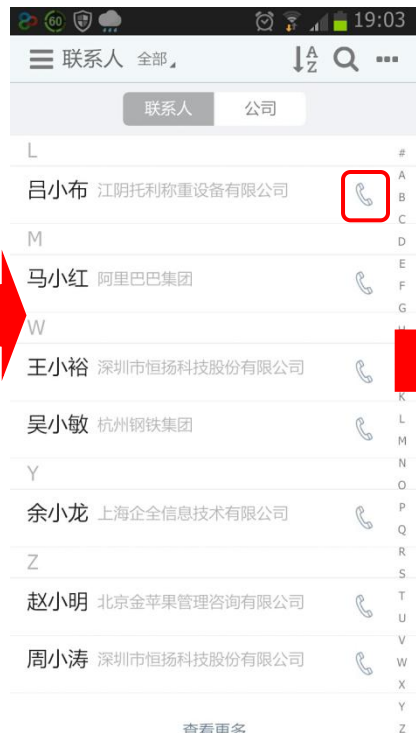 60 19:03
联系人 全部 A Z
联系人 公司
L
吕小布 江阴托利称重设备有限公司
M
马小红 阿里巴巴集团
W
王小裕 深圳市恒扬科技股份有限公司
吴小敏 杭州钢铁集团
Y
余小龙 上海企全信息技术有限公司
Z
赵小明 北京金苹果管理咨询有限公司
周小涛 深圳市恒扬科技股份有限公司
查看更多
#
A
B
C
D
E
F
G
K
L
M
N
O
P
Q
R
S
T
U
V
W
X
Y
Z